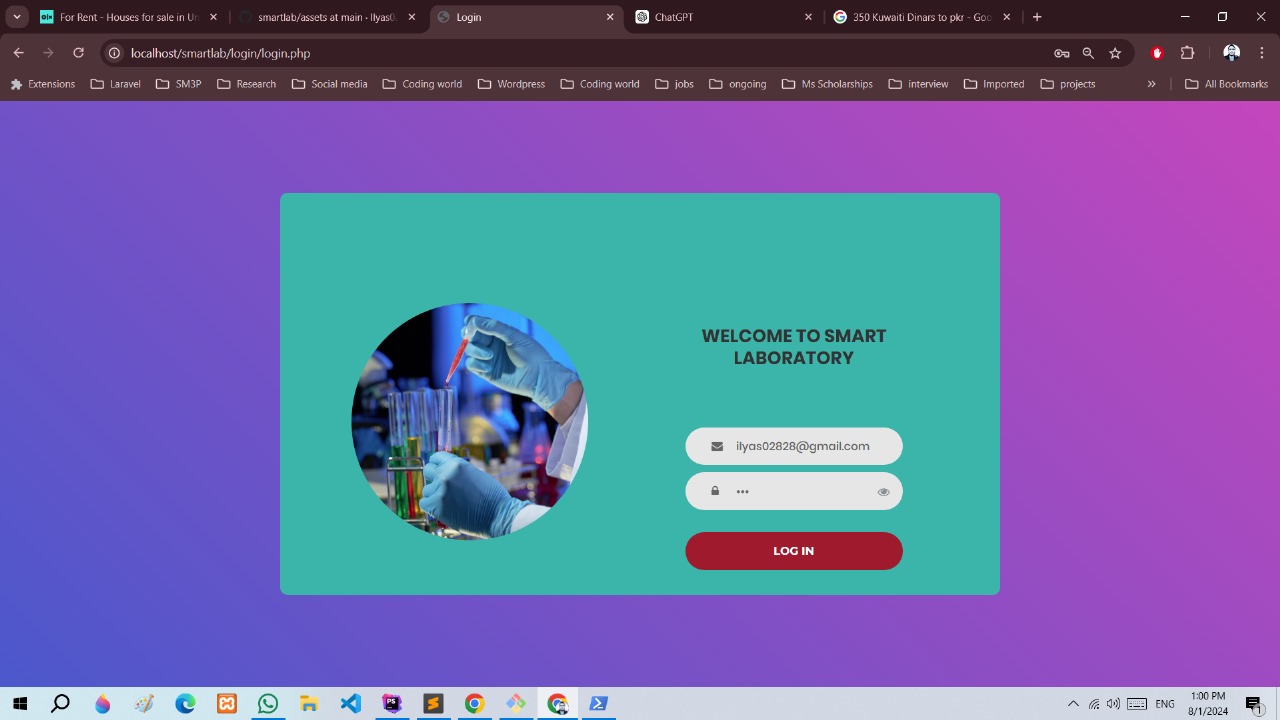 For Rent - Houses for sale in Un
smartlab/assets at main · ilyas0
Login
ChatGPT
350 Kuwaiti Dinars to pkr - Goo
localhost/smartlab/login/login.php
Extensions
Laravel
SM3P
Research
Social media
Coding world
Wordpress
Coding world
jobs
ongoing
Ms Scholarships
interview
Imported
projects
All Bookmarks
WELCOME TO SMART
LABORATORY
ilyas02828@gmail.com
LOG IN
ENG
1:00 PM
8/1/2024